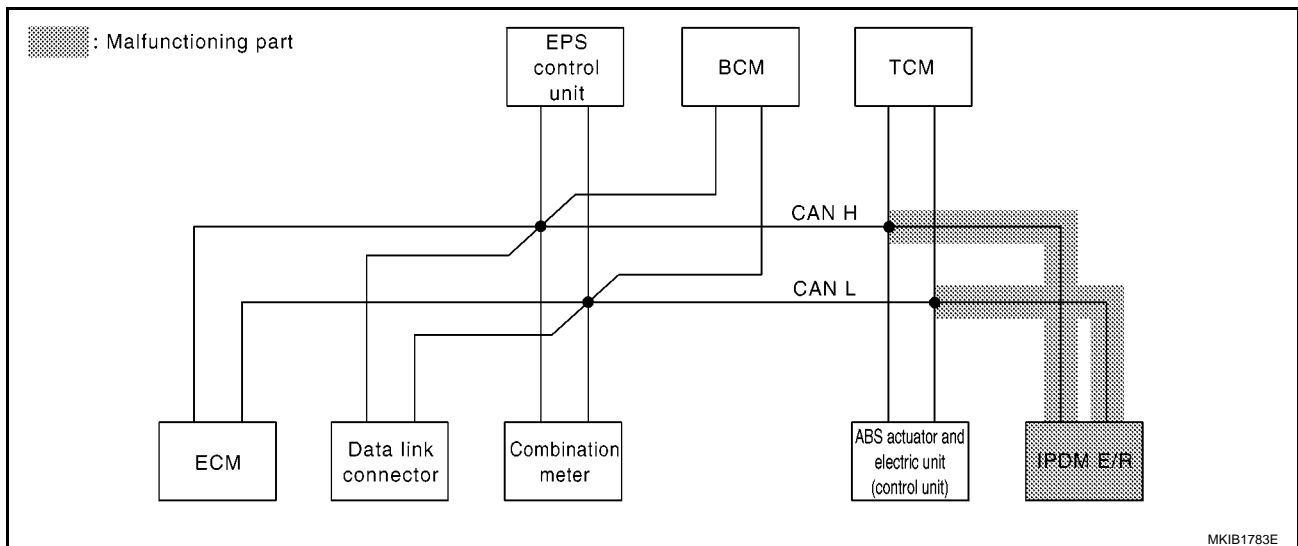 : Malfunctioning part
EPS
control
unit
BCM
TCM
CAN H
CAN L
ECM
Data link
connector
Combination
meter
ABS actuator and
electric unit
(control unit)
IPDM E/R
MKIB1783E